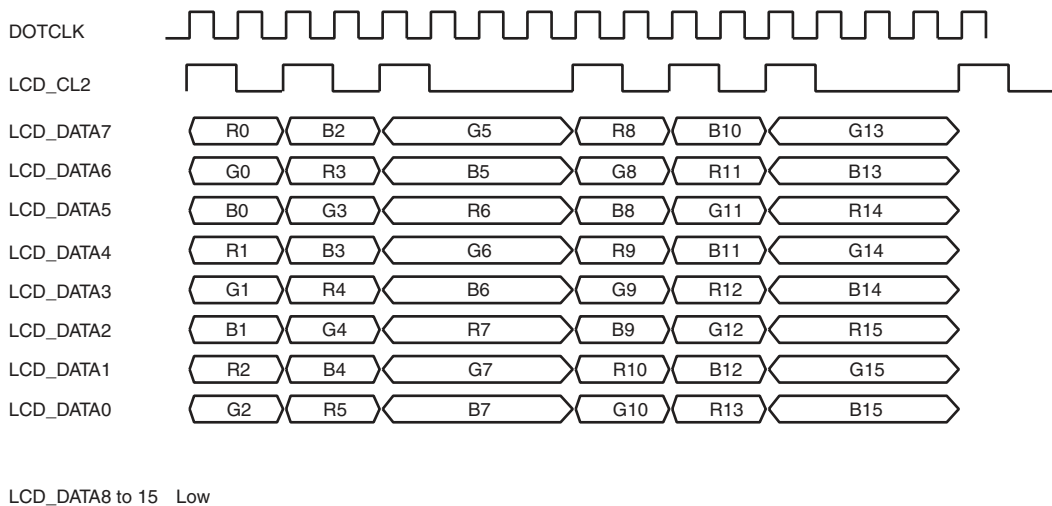 DOTCLK
LCD_CL2
LCD_DATA7 R0 B2 G5 R8 B10 G13
LCD_DATA6 G0 R3 B5 G8 R11 B13
LCD_DATA5 B0 G3 R6 B8 G11 R14
LCD_DATA4 R1 B3 G6 R9 B11 G14
LCD_DATA3 G1 R4 B6 G9 R12 B14
LCD_DATA2 B1 G4 R7 B9 G12 R15
LCD_DATA1 R2 B4 G7 R10 B12 G15
LCD_DATA0 G2 R5 B7 G10 R13 B15
LCD_DATA8 to 15 Low